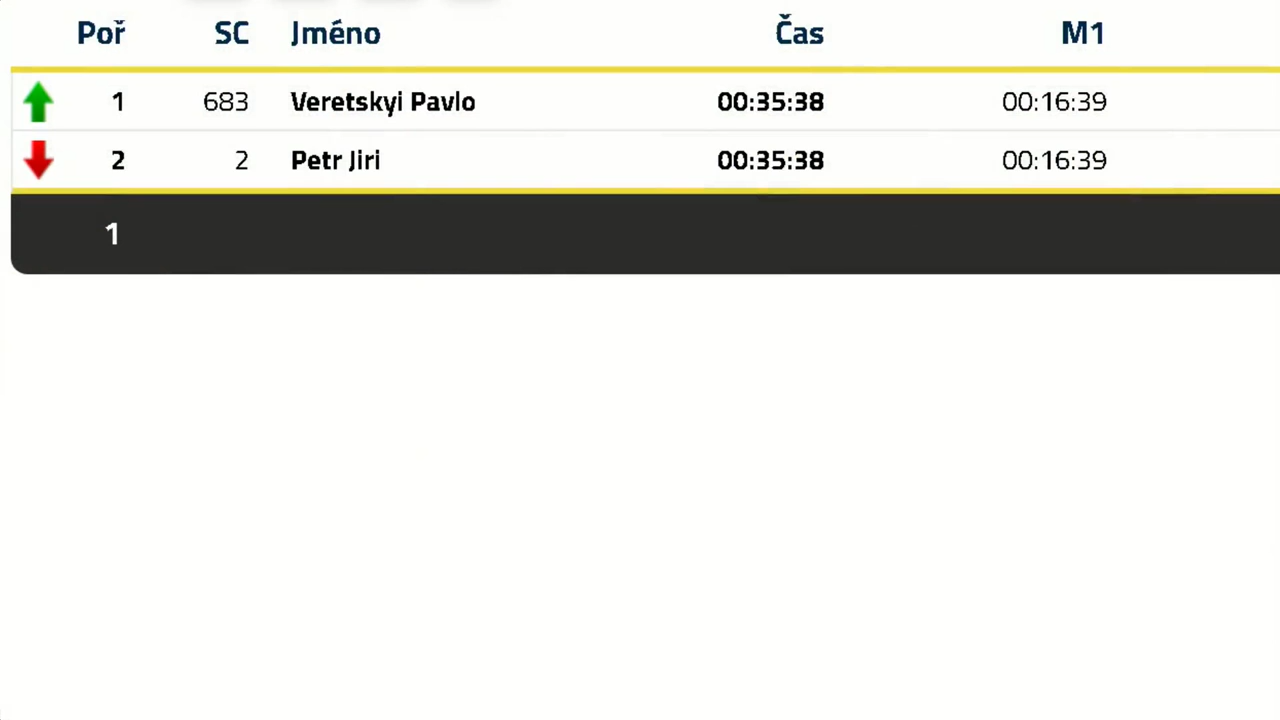 Poř SC Jméno Čas M1
1 683 Veretskyi Pavlo 00:35:38 00:16:39
2 2 Petr Jiri 00:35:38 00:16:39
1